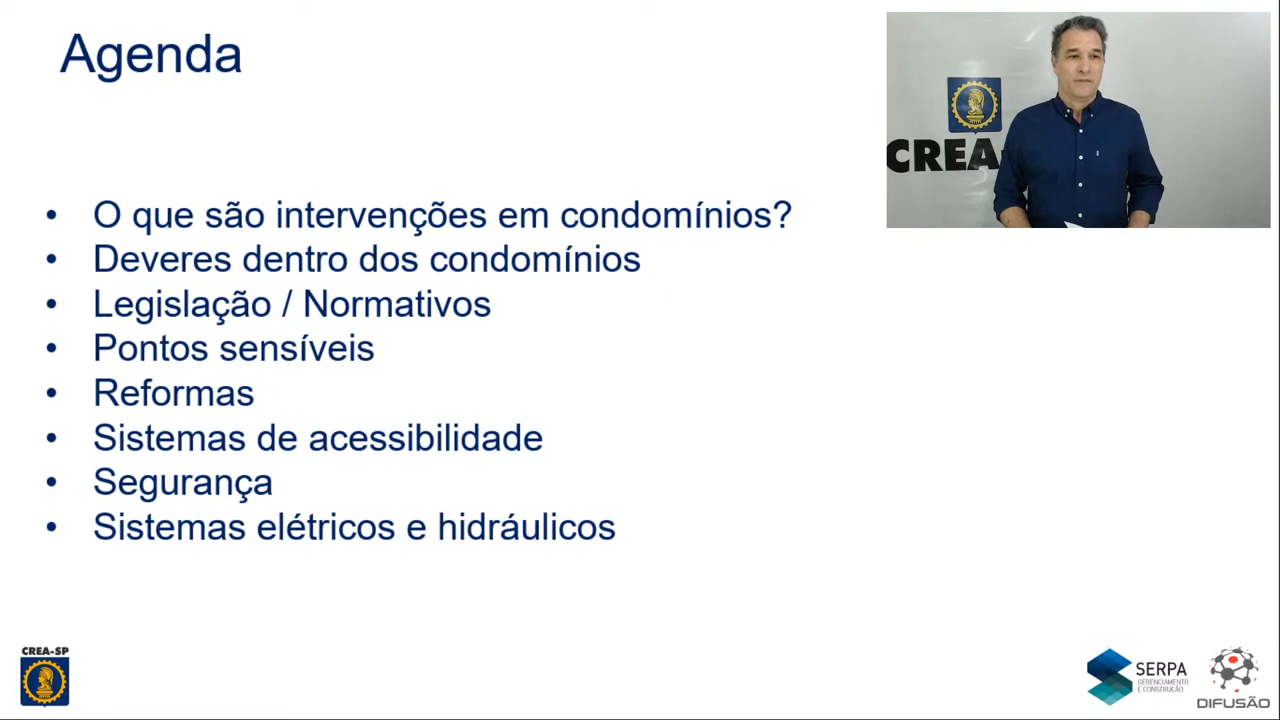 Agenda
CREA
• O que são intervenções em condomínios?
• Deveres dentro dos condomínios
• Legislação / Normativos
• Pontos sensíveis
• Reformas
• Sistemas de acessibilidade
• Segurança
• Sistemas elétricos e hidráulicos
CREA-SP
SERPA
GERENCIAMENTO
E CONSTRUÇÃO
DIFUSÃO